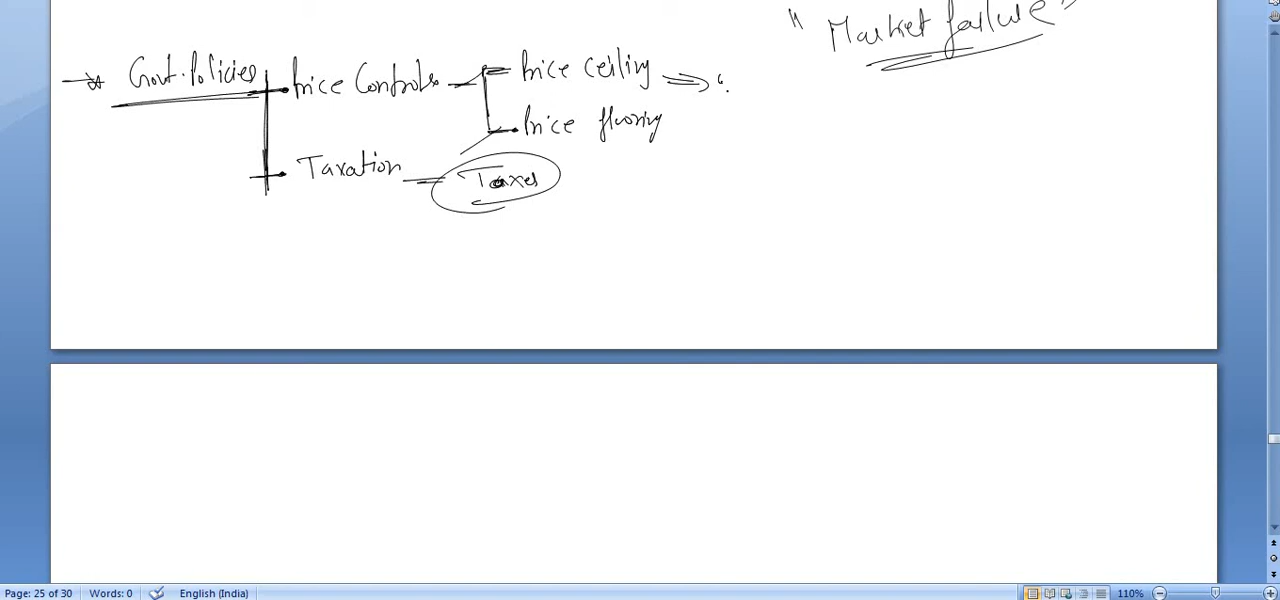 "Market failure"
Govt. Policies
Price Controls
Price ceiling
Price flooring
Taxation
Taxes
Page: 25 of 30 Words: 0 English (India) 110%